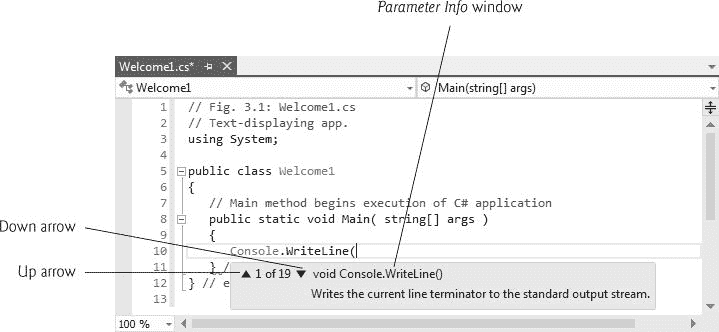 Parameter Info window
Welcome1.cs*
Welcome1 Main(string[] args)
1 // Fig. 3.1: Welcome1.cs
2 // Text-displaying app.
3 using System;
4
5 public class Welcome1
6 {
7 // Main method begins execution of C# application
8 public static void Main( string[] args )
9 {
Down arrow
10 Console.WriteLine(
Up arrow
11 } /
1 of 19 void Console.WriteLine()
12 } // e
Writes the current line terminator to the standard output stream.
13
100 %